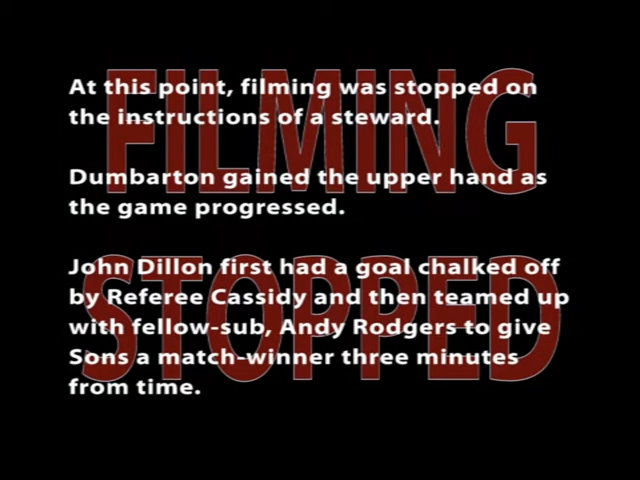 FILMING
STOPPED
At this point, filming was stopped on
the instructions of a steward.
Dumbarton gained the upper hand as
the game progressed.
John Dillon first had a goal chalked off
by Referee Cassidy and then teamed up
with fellow-sub, Andy Rodgers to give
Sons a match-winner three minutes
from time.